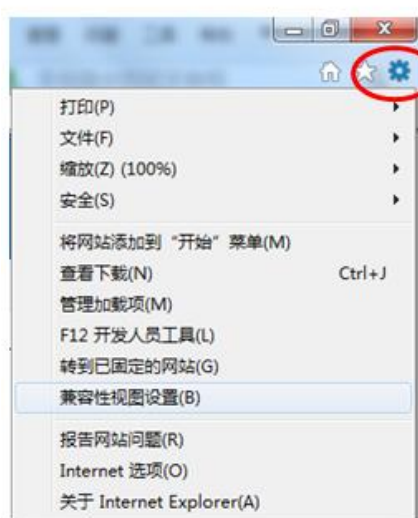 打印(P)
文件(F)
缩放(Z) (100%)
安全(S)
将网站添加到“开始”菜单(M)
查看下载(N) Ctrl+J
管理加载项(M)
F12 开发人员工具(L)
转到已固定的网站(G)
兼容性视图设置(B)
报告网站问题(R)
Internet 选项(O)
关于 Internet Explorer(A)